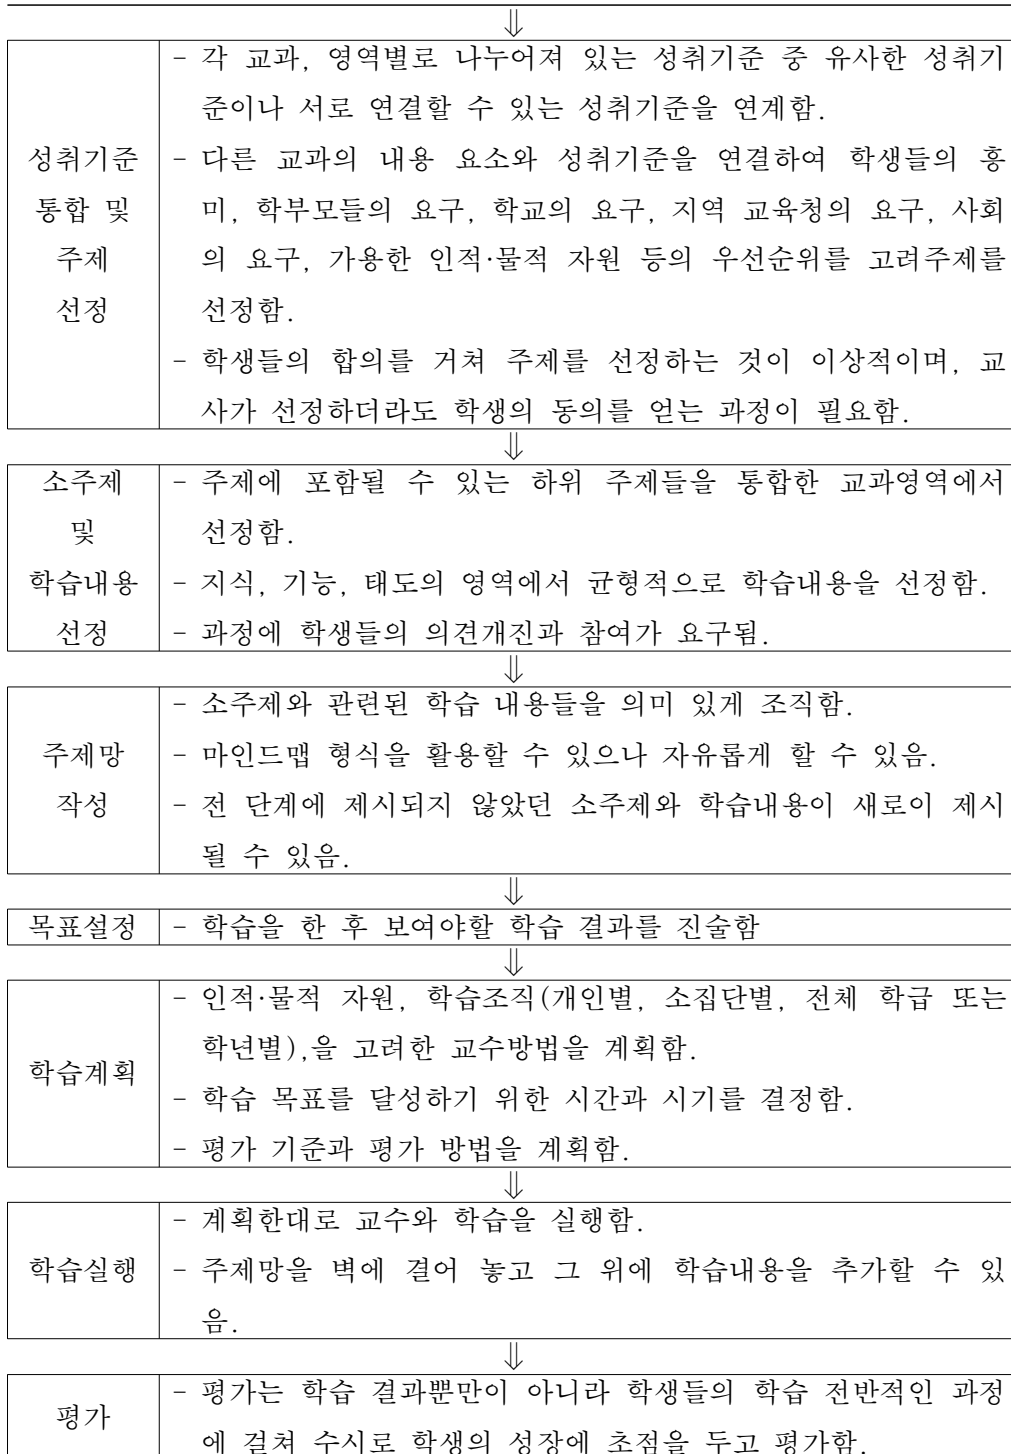 ⇓
- 각 교과, 영역별로 나누어져 있는 성취기준 중 유사한 성취기
준이나 서로 연결할 수 있는 성취기준을 연계함.
성취기준
통합 및
주제
선정
- 다른 교과의 내용 요소와 성취기준을 연결하여 학생들의 흥
미, 학부모들의 요구, 학교의 요구, 지역 교육청의 요구, 사회
의 요구, 가용한 인적·물적 자원 등의 우선순위를 고려주제를
선정함.
- 학생들의 합의를 거쳐 주제를 선정하는 것이 이상적이며, 교
사가 선정하더라도 학생의 동의를 얻는 과정이 필요함.
⇓
소주제
및
학습내용
선정
- 주제에 포함될 수 있는 하위 주제들을 통합한 교과영역에서
선정함.
- 지식, 기능, 태도의 영역에서 균형적으로 학습내용을 선정함.
- 과정에 학생들의 의견개진과 참여가 요구됨.
⇓
주제망
작성
- 소주제와 관련된 학습 내용들을 의미 있게 조직함.
- 마인드맵 형식을 활용할 수 있으나 자유롭게 할 수 있음.
- 전 단계에 제시되지 않았던 소주제와 학습내용이 새로이 제시
될 수 있음.
⇓
목표설정
- 학습을 한 후 보여야할 학습 결과를 진술함
⇓
학습계획
- 인적·물적 자원, 학습조직(개인별, 소집단별, 전체 학급 또는
학년별),을 고려한 교수방법을 계획함.
- 학습 목표를 달성하기 위한 시간과 시기를 결정함.
- 평가 기준과 평가 방법을 계획함.
⇓
학습실행
- 계획한대로 교수와 학습을 실행함.
- 주제망을 벽에 걸어 놓고 그 위에 학습내용을 추가할 수 있
음.
⇓
평가
- 평가는 학습 결과뿐만이 아니라 학생들의 학습 전반적인 과정
에 걸쳐 수시로 학생의 성장에 초점을 두고 평가함.